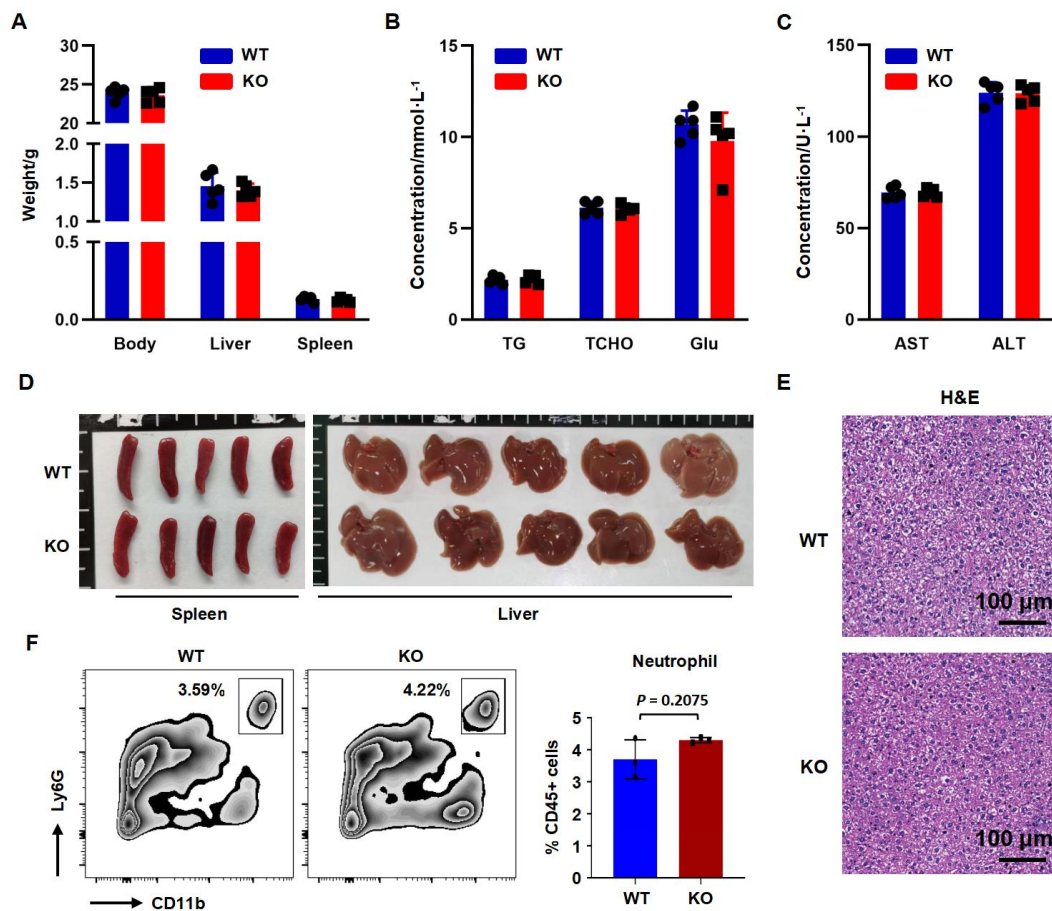 A
Weight/g
30
25
20
2.0
1.5
1.0
0.5
0.0
WT
KO
Body Liver Spleen
B
Concentration/mmol·L⁻¹
15
10
5
0
WT
KO
TG TCHO Glu
C
Concentration/U·L⁻¹
150
100
50
0
WT
KO
AST ALT
D
WT
KO
Spleen
Liver
E
H&E
WT
100 μm
KO
100 μm
F
WT
3.59%
KO
4.22%
Ly6G
CD11b
Neutrophil
P = 0.2075
% CD45+ cells
5
4
3
2
1
0
WT KO